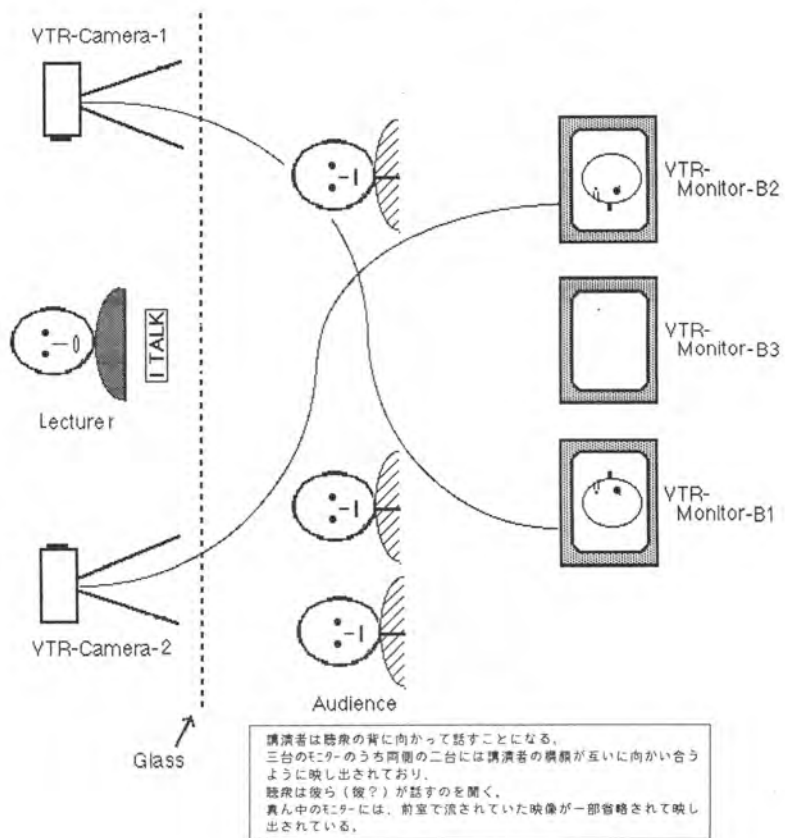 VTR-Camera-1
VTR-
Monitor-B2
I TALK
Lecturer
VTR-
Monitor-B3
VTR-
Monitor-B1
VTR-Camera-2
Audience
Glass
講演者は聴衆の背に向かって話すことになる。
三台のモニターのうち両側の二台には講演者の横顔が互いに向かい合う
ように映し出されており、
聴衆は彼ら（彼？）が話すのを聞く。
真ん中のモニターには、前室で流されていた映像が一部省略されて映し
出されている。